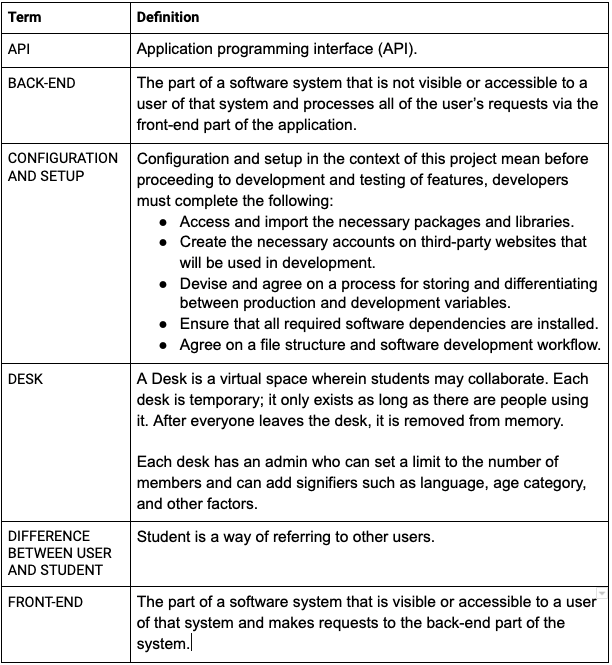 Term
Definition
API
Application programming interface (API).
BACK-END
The part of a software system that is not visible or accessible to a
user of that system and processes all of the user's requests via the
front-end part of the application.
CONFIGURATION
AND SETUP
Configuration and setup in the context of this project mean before
proceeding to development and testing of features, developers
must complete the following:
● Access and import the necessary packages and libraries.
● Create the necessary accounts on third-party websites that
will be used in development.
● Devise and agree on a process for storing and differentiating
between production and development variables.
● Ensure that all required software dependencies are installed.
● Agree on a file structure and software development workflow.
DESK
A Desk is a virtual space wherein students may collaborate. Each
desk is temporary; it only exists as long as there are people using
it. After everyone leaves the desk, it is removed from memory.
Each desk has an admin who can set a limit to the number of
members and can add signifiers such as language, age category,
and other factors.
DIFFERENCE
BETWEEN USER
AND STUDENT
Student is a way of referring to other users.
FRONT-END
The part of a software system that is visible or accessible to a user
of that system and makes requests to the back-end part of the
system.